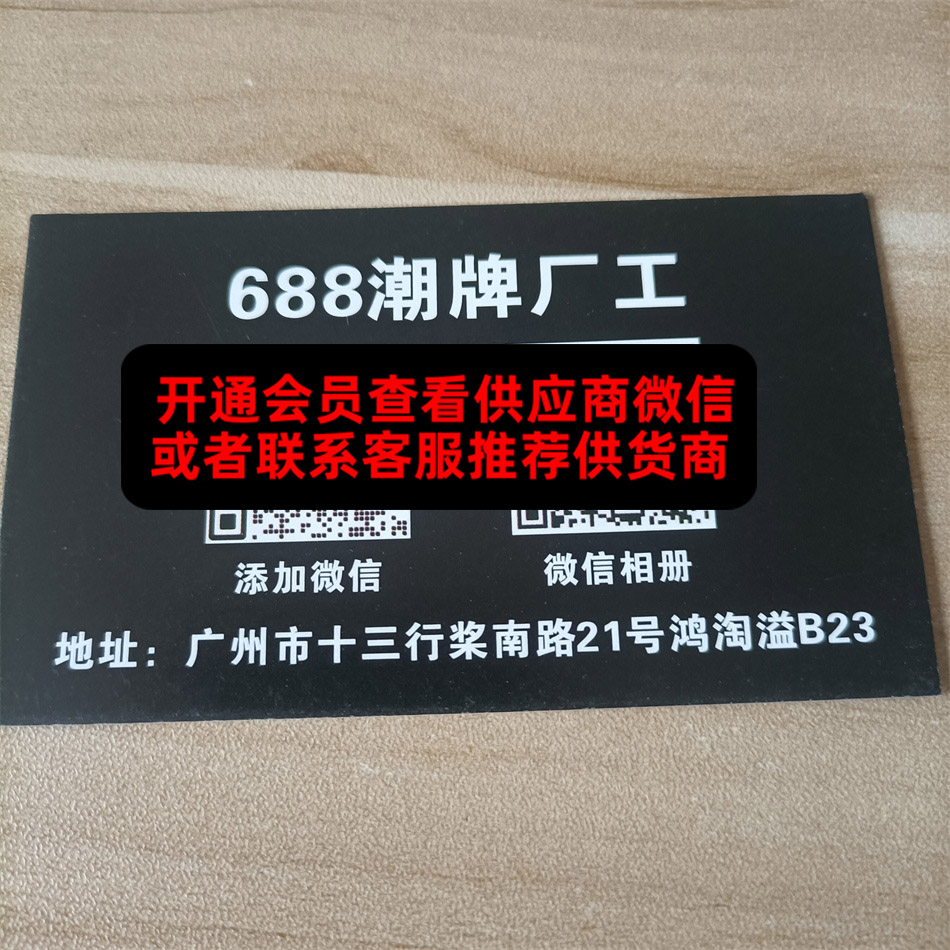 688潮牌厂工
开通会员查看供应商微信
或者联系客服推荐供货商
添加微信
微信相册
地址：广州市十三行桨南路21号鸿淘溢B23